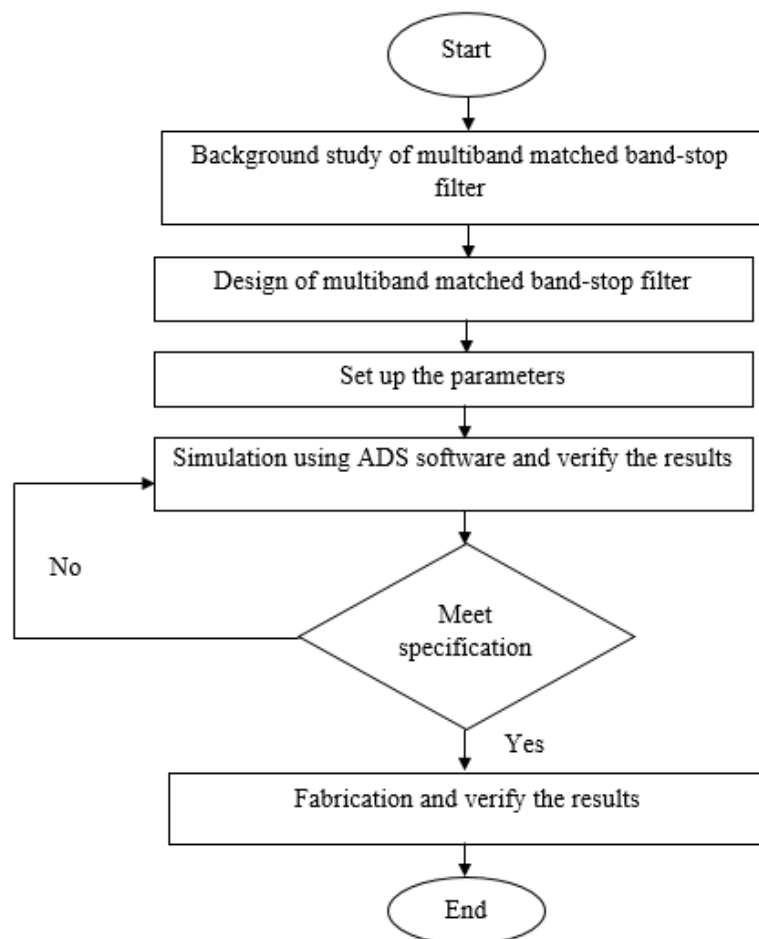 Start
Background study of multiband matched band-stop
filter
Design of multiband matched band-stop filter
Set up the parameters
Simulation using ADS software and verify the results
No
Meet
specification
Yes
Fabrication and verify the results
End